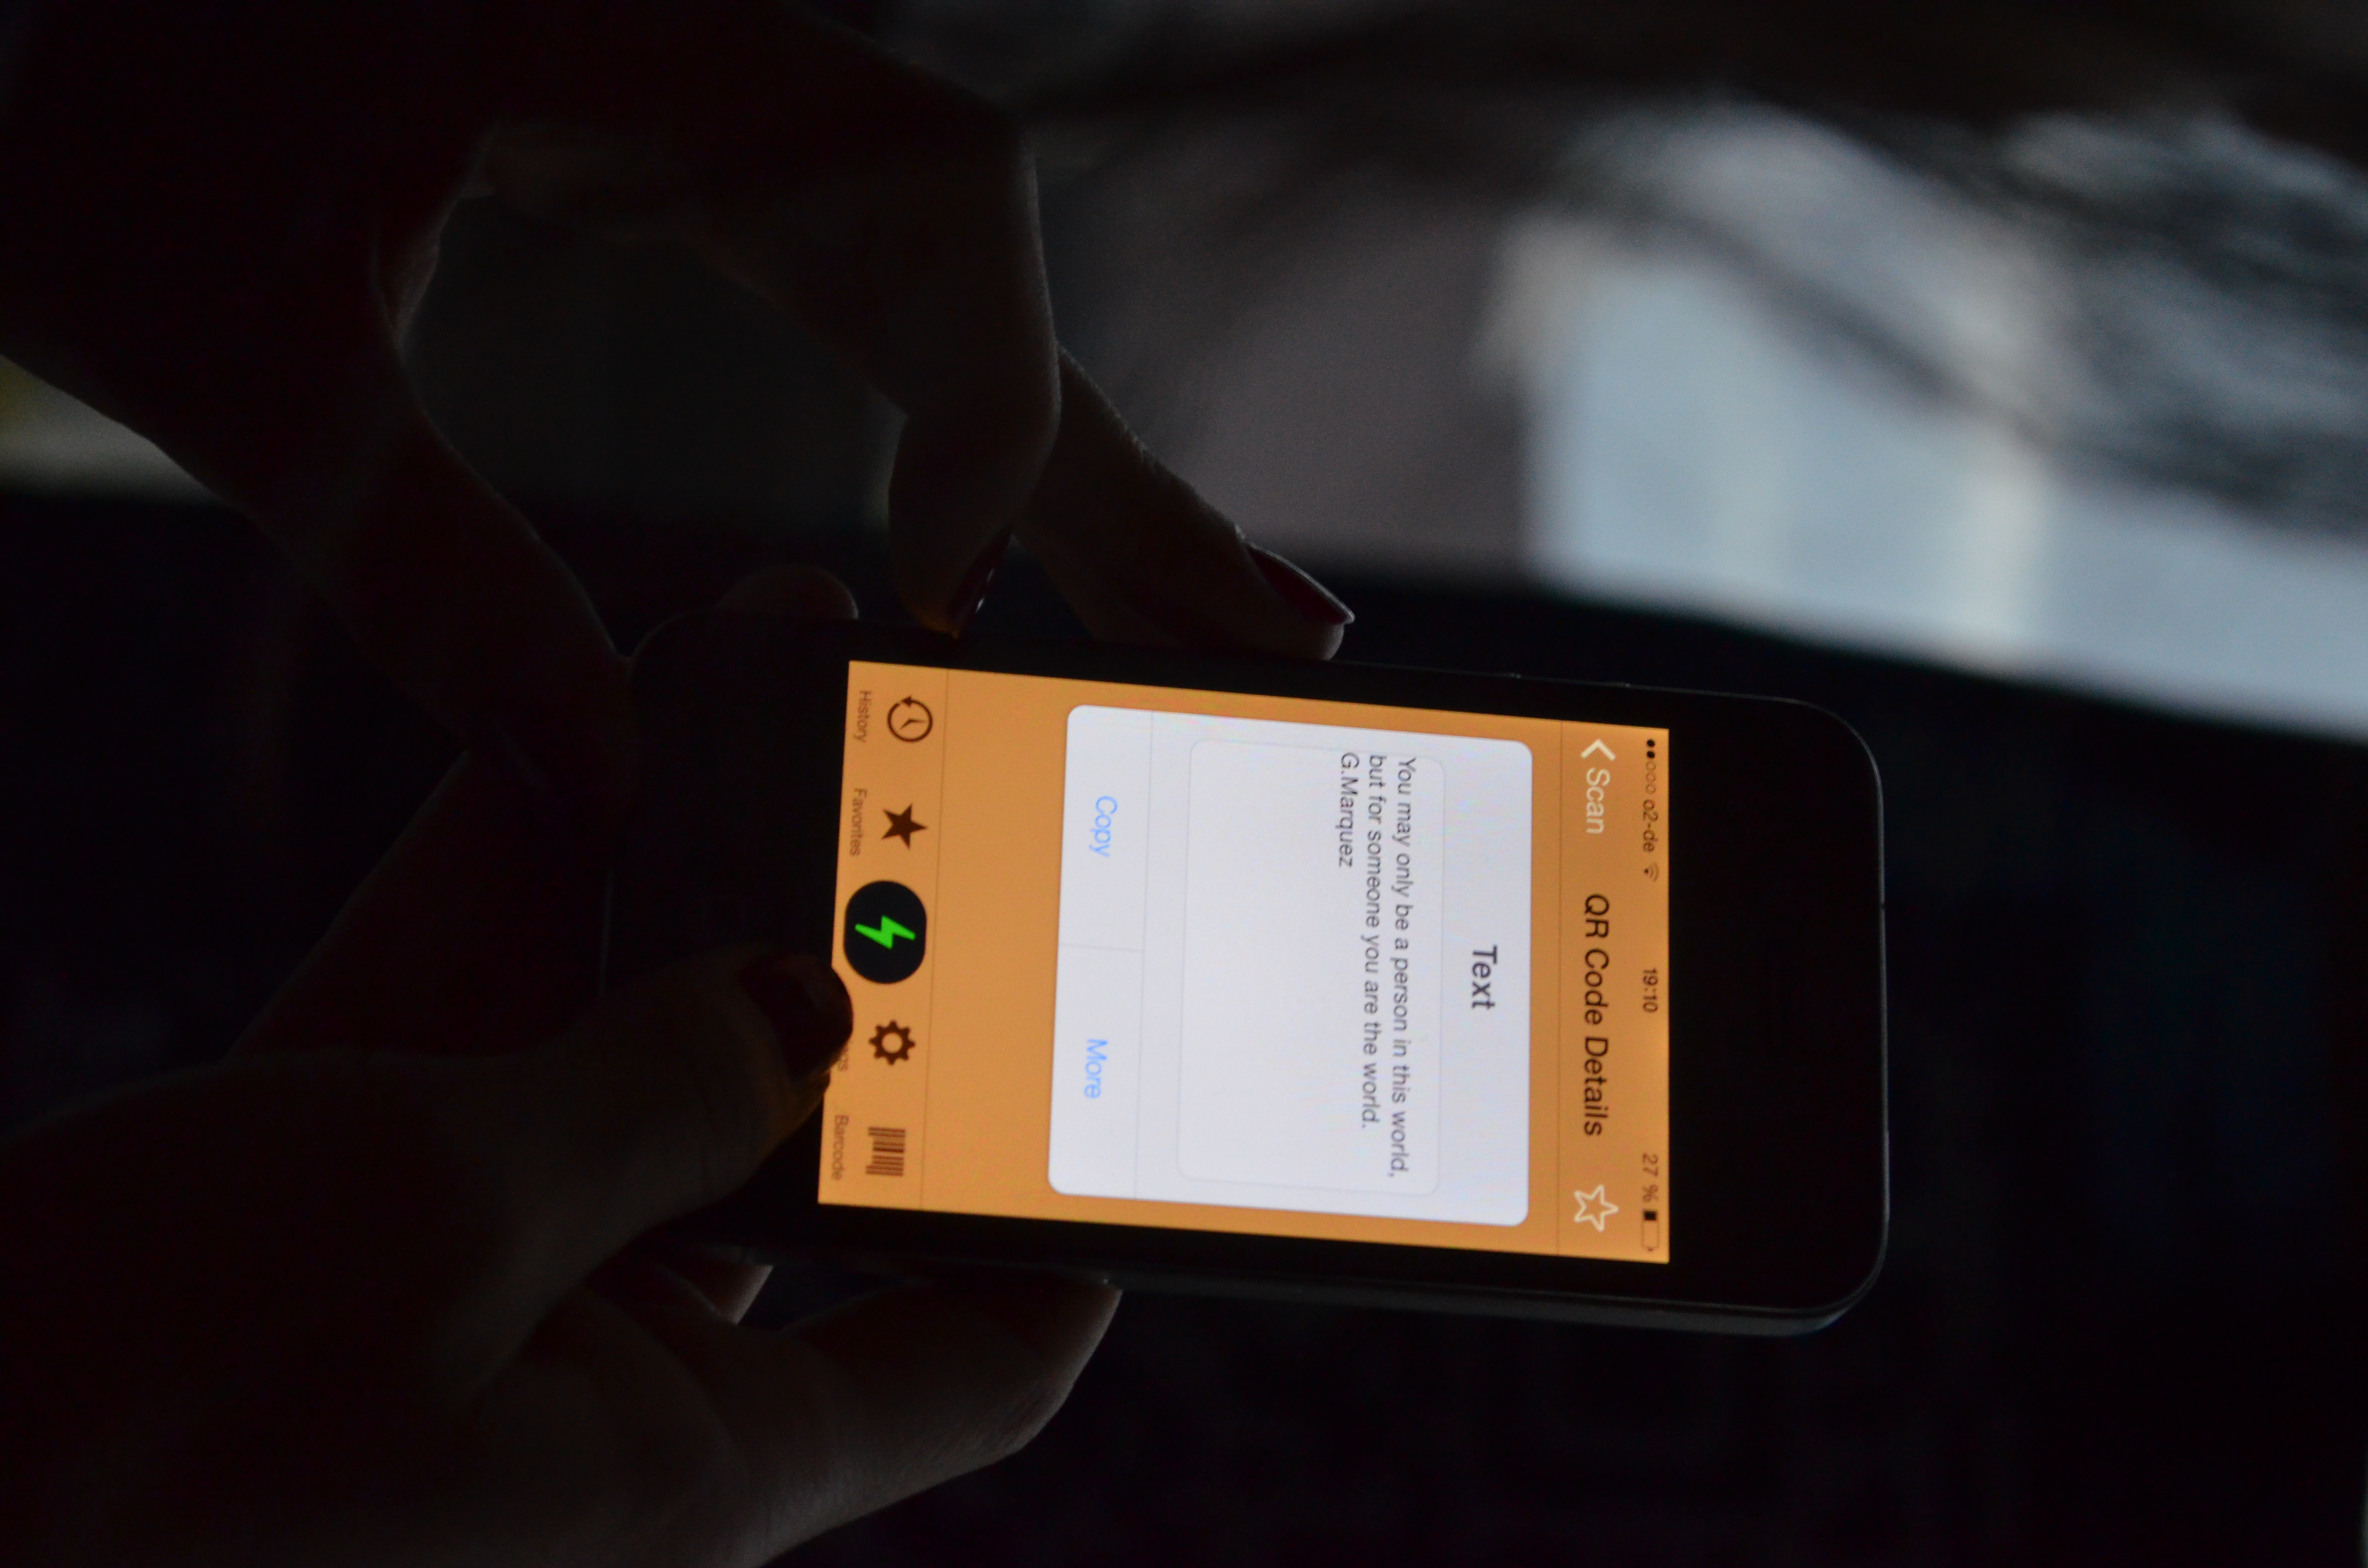 o2-de 19:10 27 %
Scan QR Code Details
Text
You may only be a person in this world,
but for someone you are the world.
G.Marquez
Copy More
History Favorites Barcode